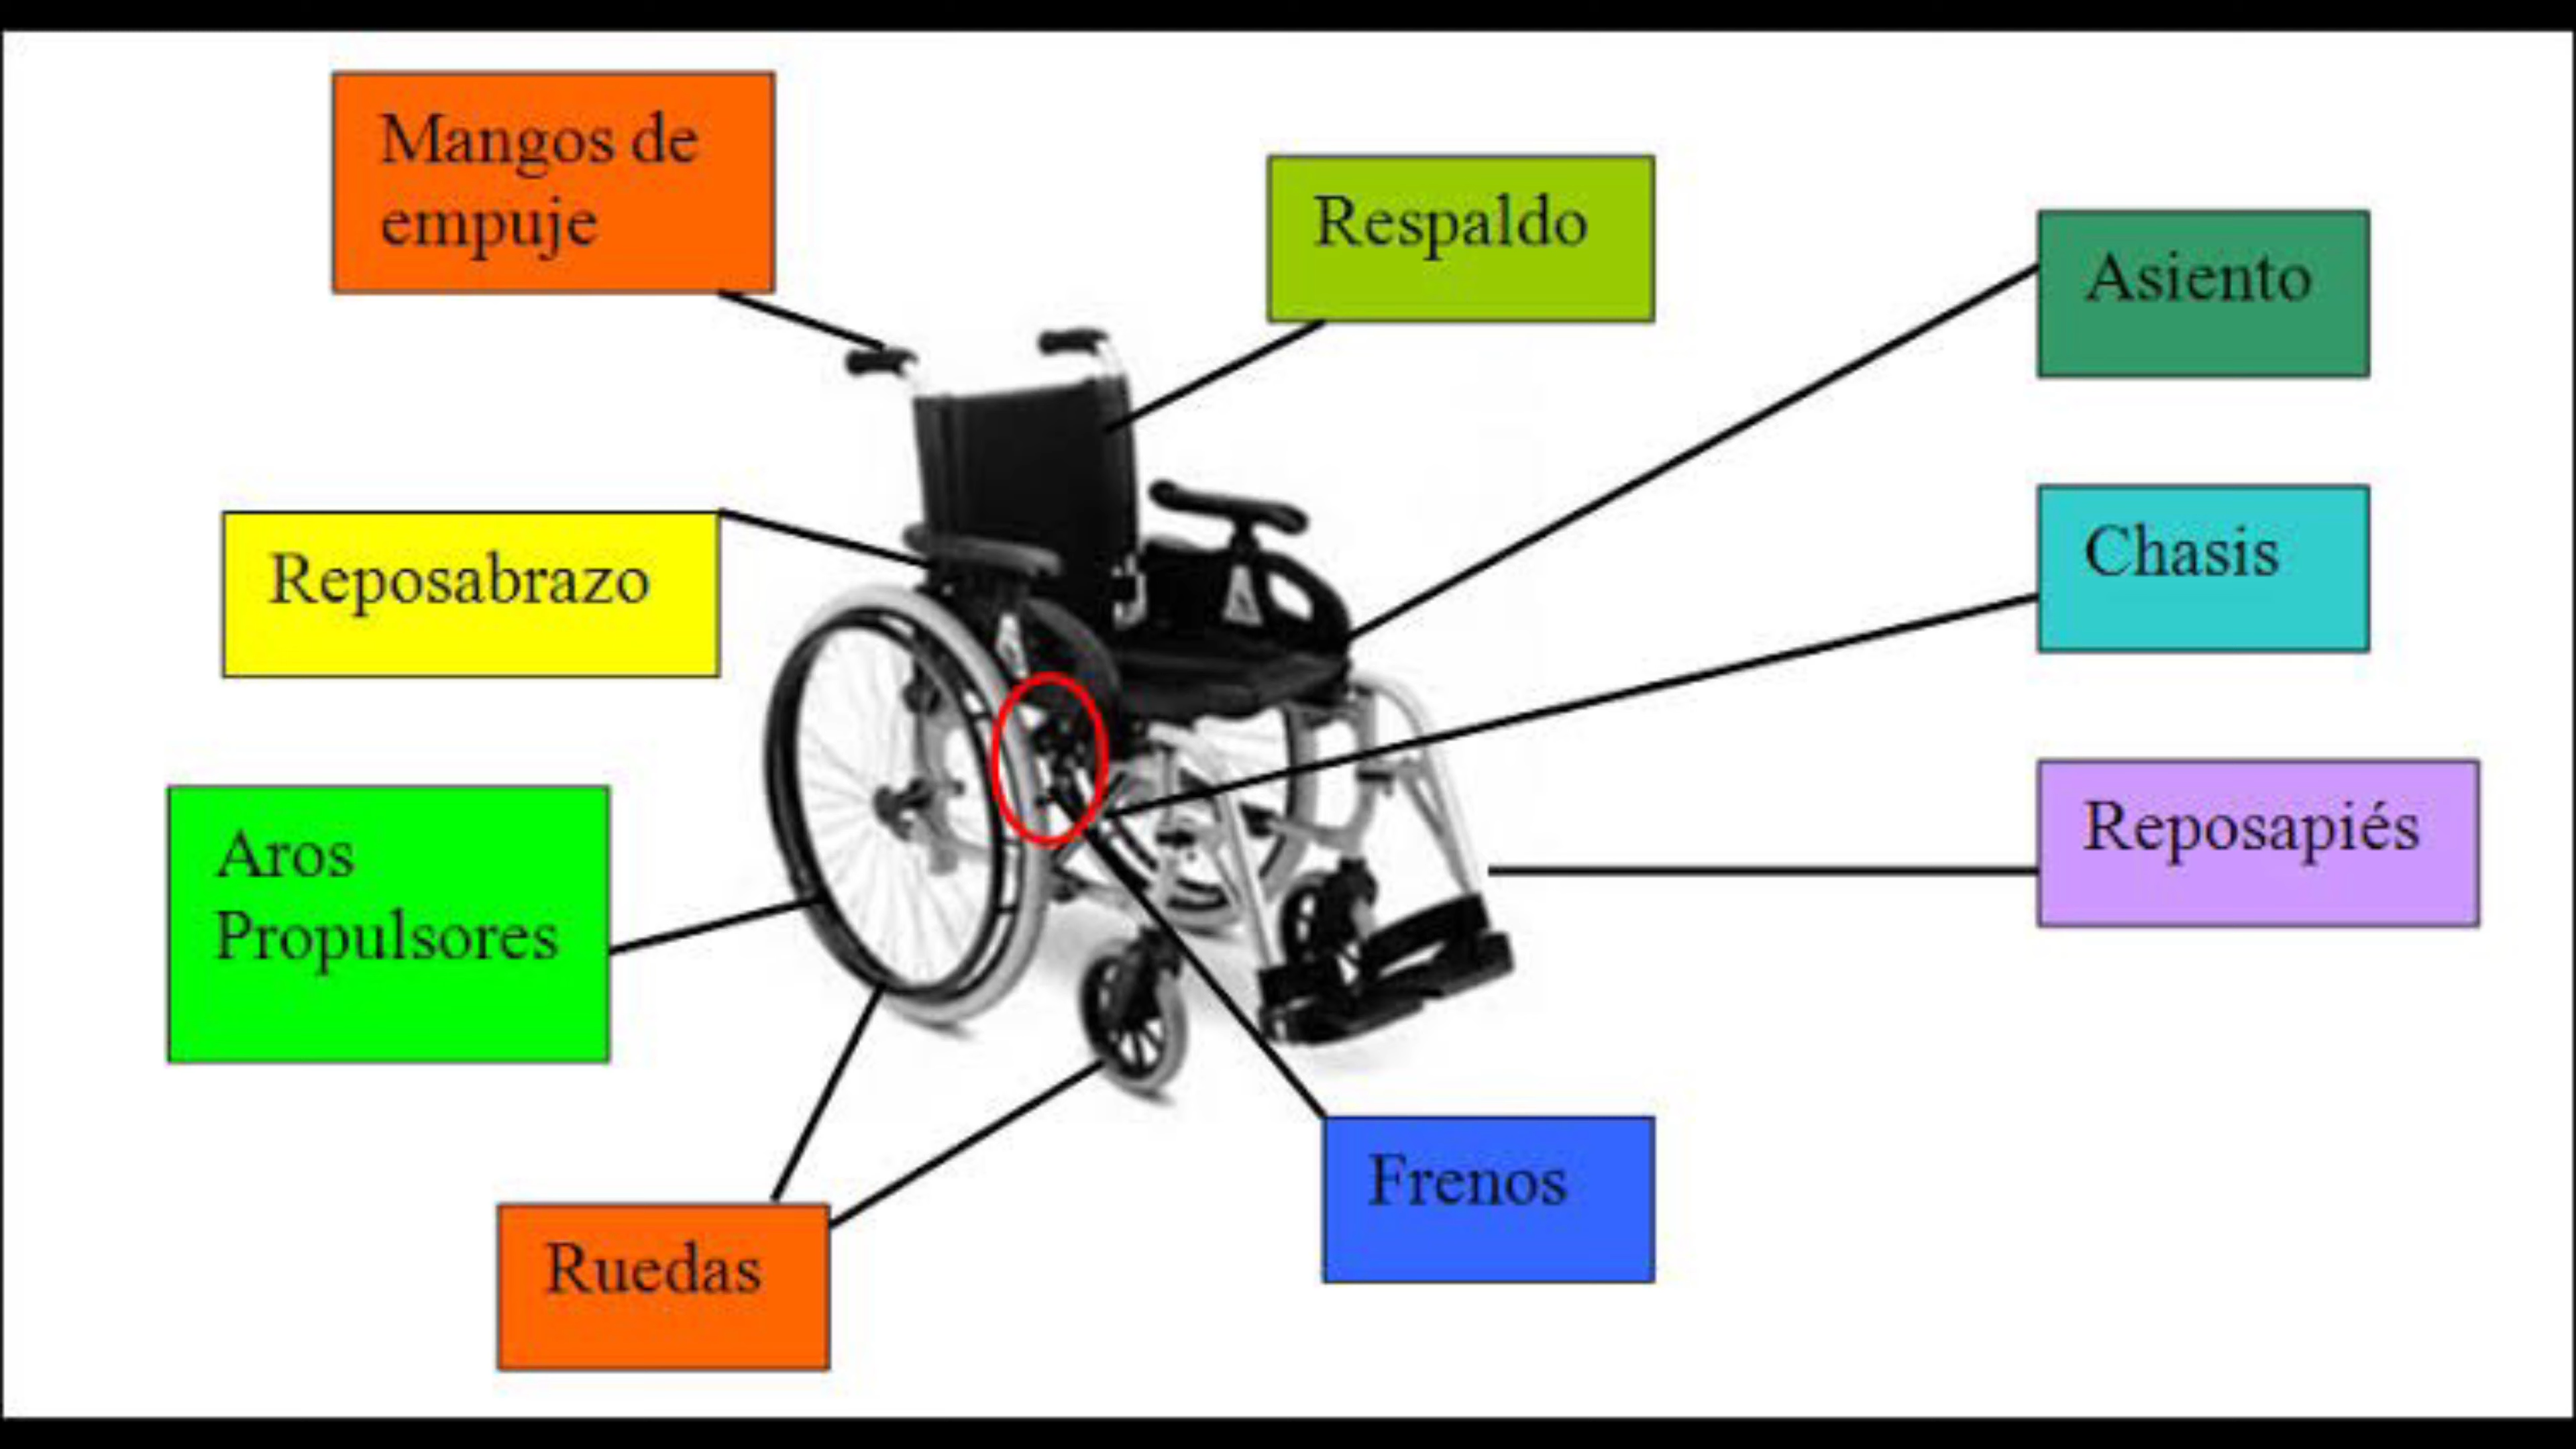 Mangos de
empuje
Respaldo
Asiento
Reposabrazo
Chasis
Aros
Propulsores
Reposapiés
Frenos
Ruedas